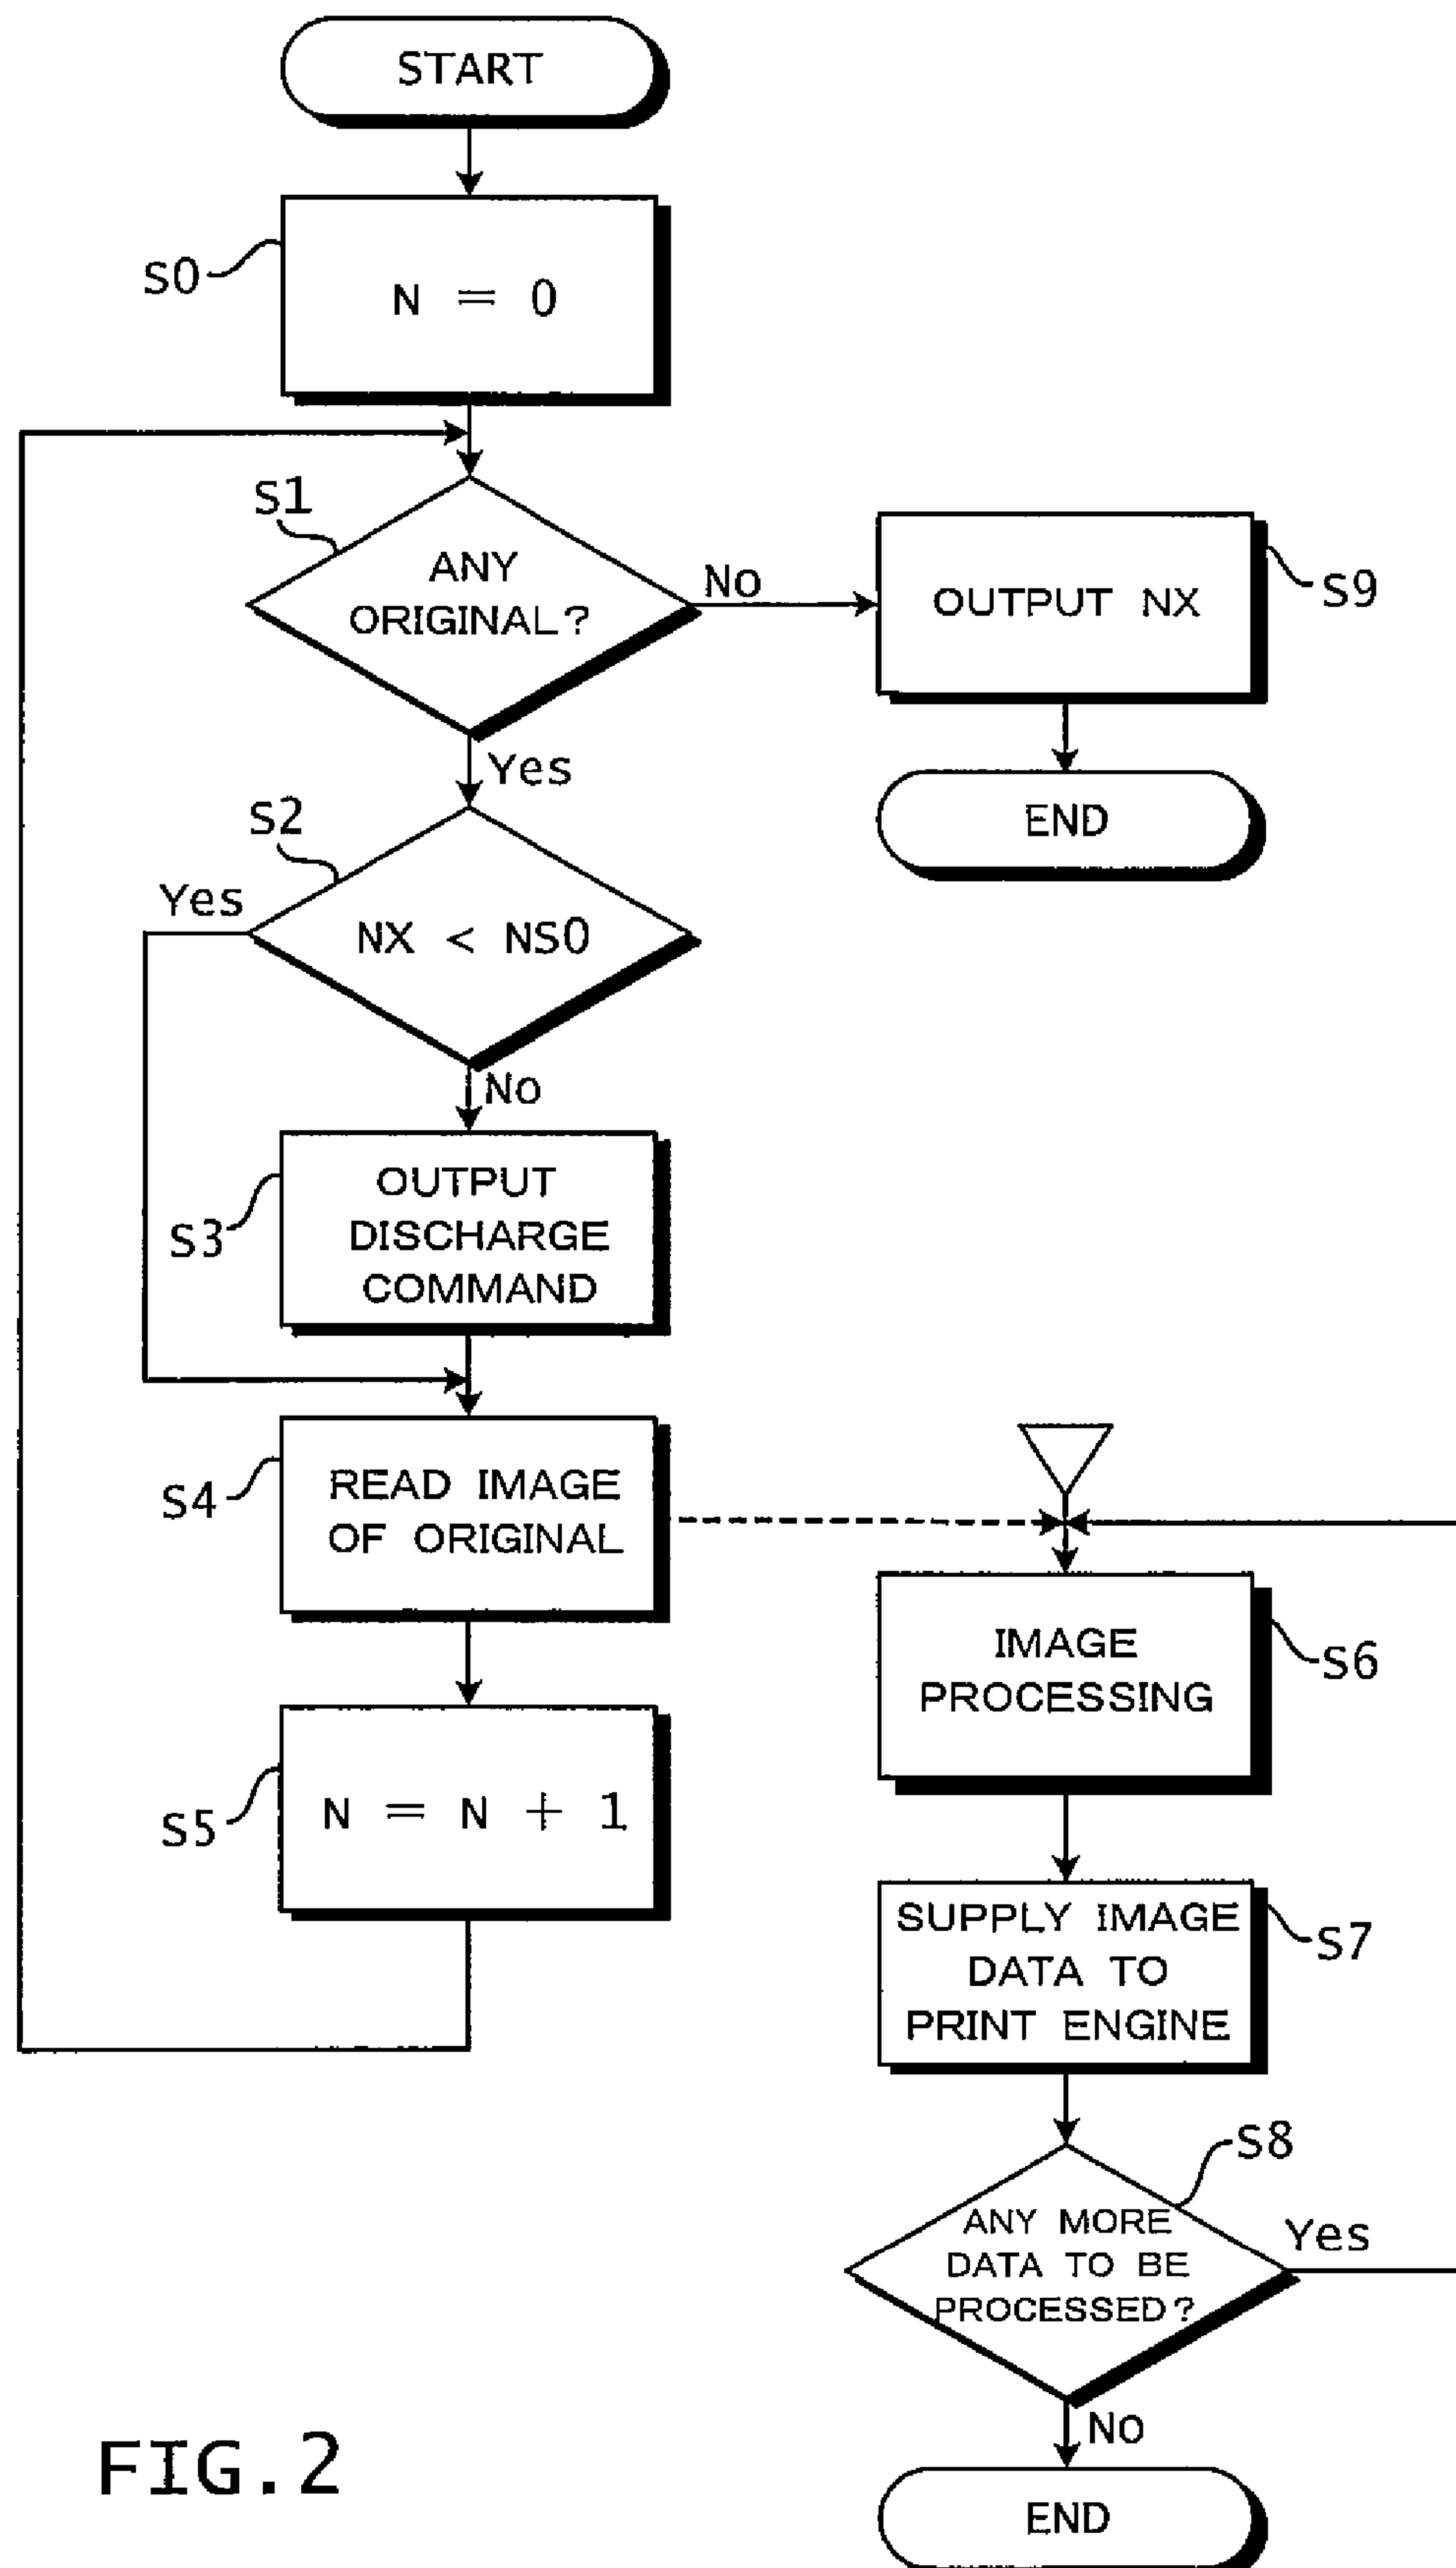 START
S0
N = 0
S1
ANY
ORIGINAL?
No
OUTPUT NX
S9
END
Yes
S2
Yes
NX < NS0
No
S3
OUTPUT
DISCHARGE
COMMAND
S4
READ IMAGE
OF ORIGINAL
S5
N = N + 1
IMAGE
PROCESSING
S6
SUPPLY IMAGE
DATA TO
PRINT ENGINE
S7
S8
ANY MORE
DATA TO BE
PROCESSED?
Yes
No
END
FIG.2